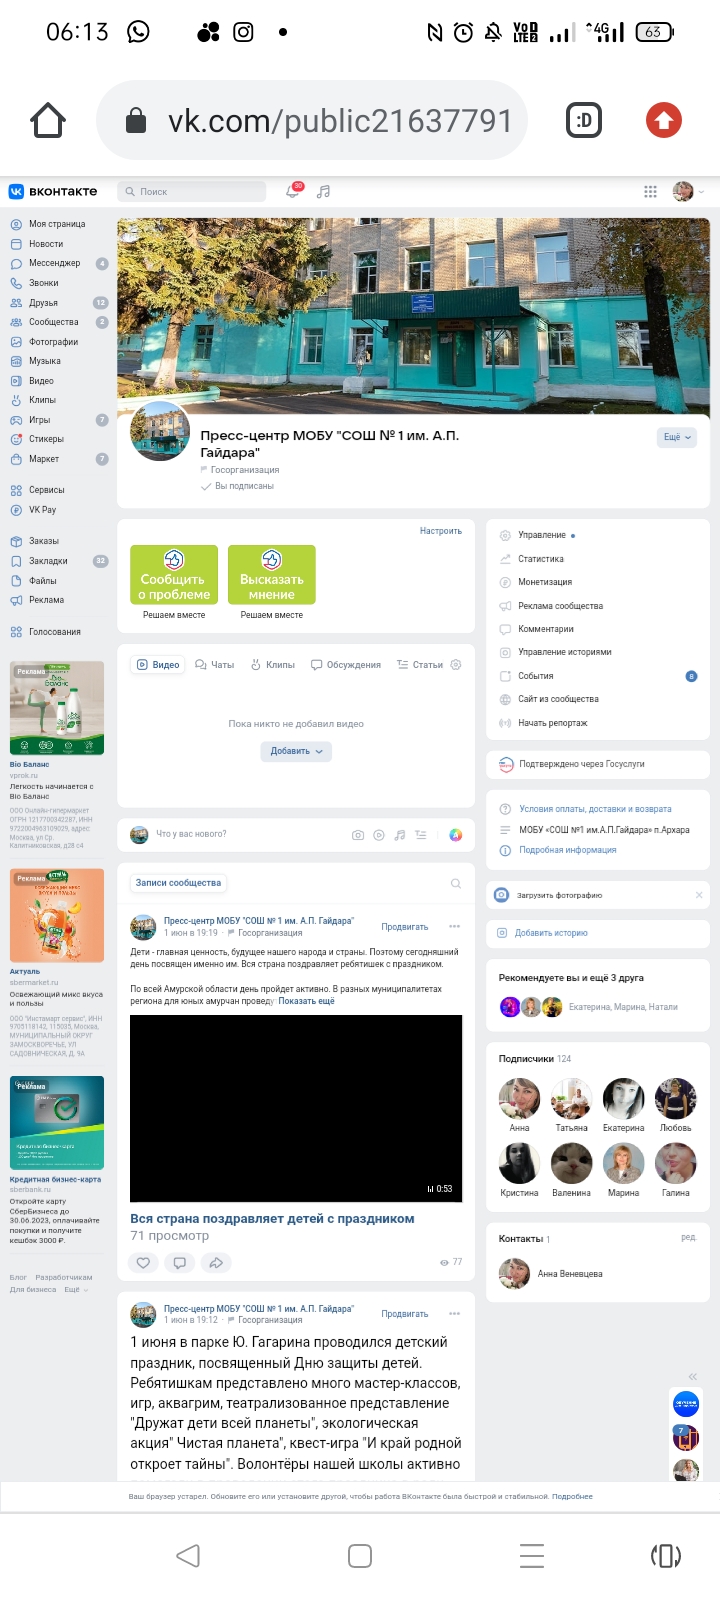 06:13
VoD
LTE2
4G
63
vk.com/public21637791
:D
вконтакте
Поиск
30
Моя страница
Новости
Мессенджер 4
Звонки
Друзья 12
Сообщества 2
Фотографии
Музыка
Видео
Клипы
Игры 7
Стикеры
Маркет 7
Сервисы
VK Pay
Заказы
Закладки 32
Файлы
Реклама
Голосования
Реклама
Bio Баланс
vprok.ru
Легкость начинается с
Bio Баланс
ООО Онлайн-гипермаркет
ОГРН 1217700342287, ИНН
9722004963109029, адрес:
Москва, ул Ср.
Калитниковская, д28 с4
Реклама
Актуаль
sbermarket.ru
Освежающий микс вкуса
и пользы
ООО "Инстамарт сервис", ИНН
9705118142, 115035, Москва,
МУНИЦИПАЛЬНЫЙ ОКРУГ
ЗАМОСКВОРЕЧЬЕ, УЛ
САДОВНИЧЕСКАЯ, Д. 9А
Реклама
Кредитная бизнес-карта
Кредитная бизнес-карта
sberbank.ru
Откройте карту
СберБизнеса до
30.06.2023, оплачивайте
покупки и получите
кешбэк 3000 ₽.
Блог Разработчикам
Для бизнеса Ещё
Пресс-центр МОБУ "СОШ № 1 им. А.П.
Гайдара"
Госорганизация
Вы подписаны
Ещё
Настроить
Сообщить
о проблеме
Высказать
мнение
Решаем вместе
Решаем вместе
Видео Чаты Клипы Обсуждения Статьи
Пока никто не добавил видео
Добавить
Что у вас нового?
Записи сообщества
Пресс-центр МОБУ "СОШ № 1 им. А.П. Гайдара"
1 июн в 19:19 · Госорганизация
Продвигать
Дети - главная ценность, будущее нашего народа и страны. Поэтому сегодняшний
день посвящен именно им. Вся страна поздравляет ребятишек с праздником.
По всей Амурской области день пройдет активно. В разных муниципалитетах
региона для юных амурчан проведу Показать ещё
0:53
Вся страна поздравляет детей с праздником
71 просмотр
77
Пресс-центр МОБУ "СОШ № 1 им. А.П. Гайдара"
1 июн в 19:12 · Госорганизация
Продвигать
1 июня в парке Ю. Гагарина проводился детский
праздник, посвященный Дню защиты детей.
Ребятишкам представлено много мастер-классов,
игр, аквагрим, театрализованное представление
"Дружат дети всей планеты", экологическая
акция" Чистая планета", квест-игра "И край родной
откроет тайны". Волонтёры нашей школы активно
Управление
Статистика
Монетизация
Реклама сообщества
Комментарии
Управление историями
События 8
Сайт из сообщества
Начать репортаж
Подтверждено через Госуслуги
Условия оплаты, доставки и возврата
МОБУ «СОШ №1 им.А.П.Гайдара» п.Архара
Подробная информация
Загрузить фотографию
Добавить историю
Рекомендуете вы и ещё 3 друга
Екатерина, Марина, Натали
Подписчики 124
Анна Татьяна Екатерина Любовь
Кристина Валенина Марина Галина
Контакты 1 ред.
Анна Веневцева
7
Ваш браузер устарел. Обновите его или установите другой, чтобы работа ВКонтакте была быстрой и стабильной. Подробнее